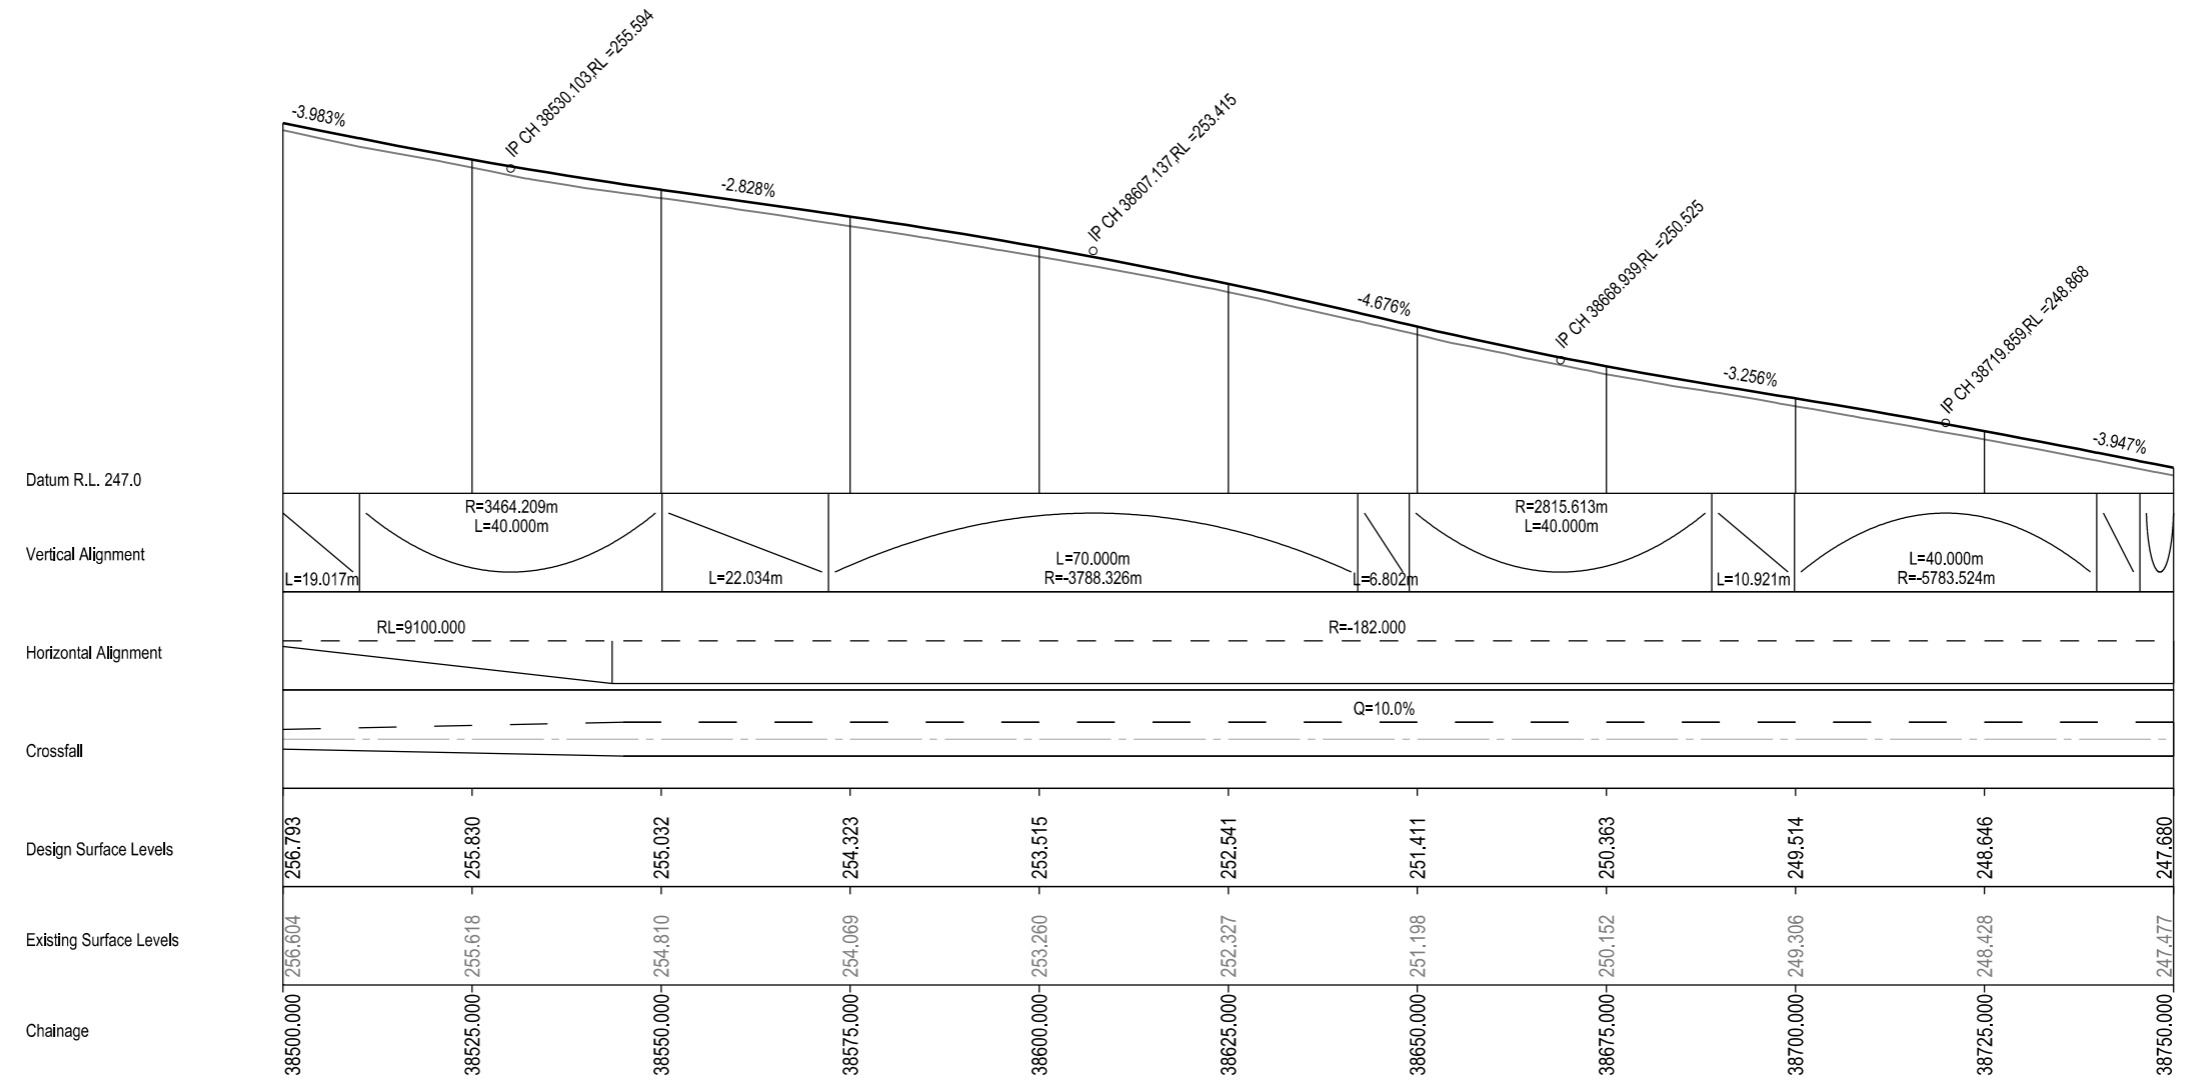 IP CH 38530.103,RL =255.594
IP CH 38607.137,RL =253.415
IP CH 38668.939,RL =250.525
IP CH 38719.859,RL =248.868
-3.983%
-2.828%
-4.676%
-3.256%
-3.947%
Datum R.L. 247.0
Vertical Alignment
L=19.017m
R=3464.209m
L=40.000m
L=22.034m
L=70.000m
R=-3788.326m
L=6.802m
R=2815.613m
L=40.000m
L=10.921m
L=40.000m
R=-5783.524m
Horizontal Alignment
RL=9100.000
R=-182.000
Crossfall
Q=10.0%
Design Surface Levels
256.793
255.830
255.032
254.323
253.515
252.541
251.411
250.363
249.514
248.646
247.680
Existing Surface Levels
256.604
255.618
254.810
254.069
253.260
252.327
251.198
250.152
249.306
248.428
247.477
Chainage
38500.000
38525.000
38550.000
38575.000
38600.000
38625.000
38650.000
38675.000
38700.000
38725.000
38750.000